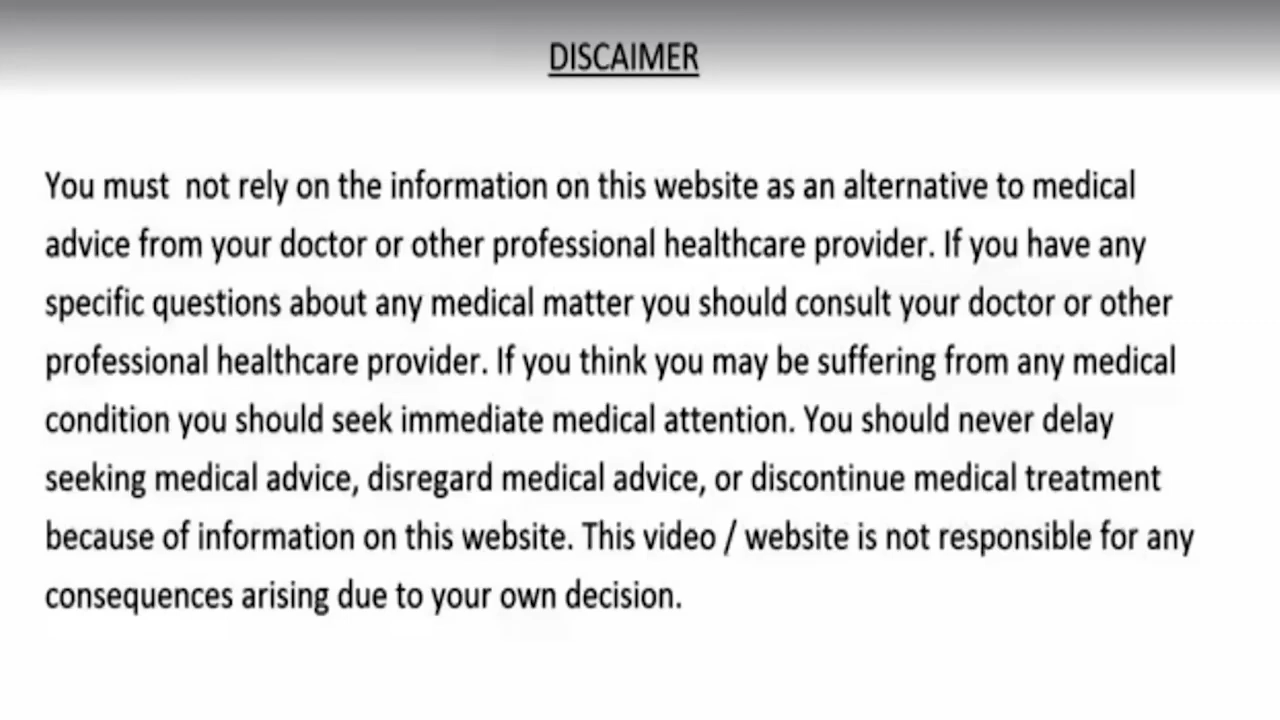 DISCAIMER
You must  not rely on the information on this website as an alternative to medical
advice from your doctor or other professional healthcare provider. If you have any
specific questions about any medical matter you should consult your doctor or other
professional healthcare provider. If you think you may be suffering from any medical
condition you should seek immediate medical attention. You should never delay
seeking medical advice, disregard medical advice, or discontinue medical treatment
because of information on this website. This video / website is not responsible for any
consequences arising due to your own decision.